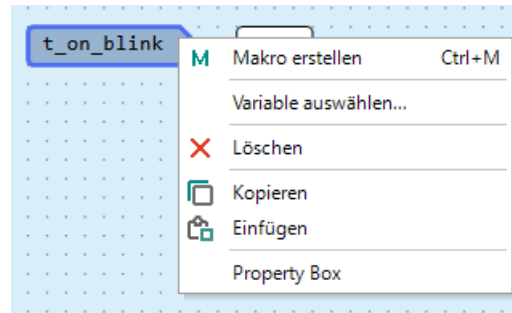 t_on_blink
Makro erstellen Ctrl+M
Variable auswählen...
Löschen
Kopieren
Einfügen
Property Box